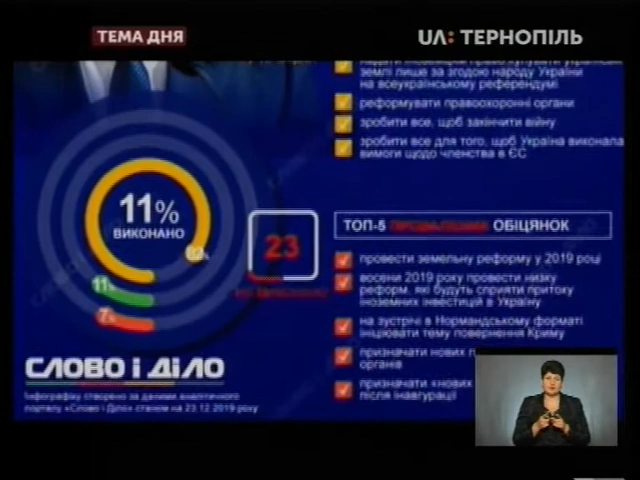 ТЕМА ДНЯ
UA: ТЕРНОПІЛЬ
землі лише за згодою народу України
на всеукраїнському референдумі
реформувати правоохоронні органи
зробити все, щоб закінчити війну
зробити все для того, щоб Україна виконала
вимоги щодо членства в ЄС
11%
ВИКОНАНО
11%
7%
23
ТОП-5 ОБІЦЯНОК
провести земельну реформу у 2019 році
восени 2019 року провести низку
реформ, які будуть сприяти притоку
іноземних інвестицій в Україну
на зустрічі в Нормандському форматі
ініціювати тему повернення Криму
призначати нових
органів
призначати «нових
після інавгурації
СЛОВО і ДІЛО
Інфографіку створено за даними аналітичного
порталу «Слово і Діло» станом на 23.12.2019 року